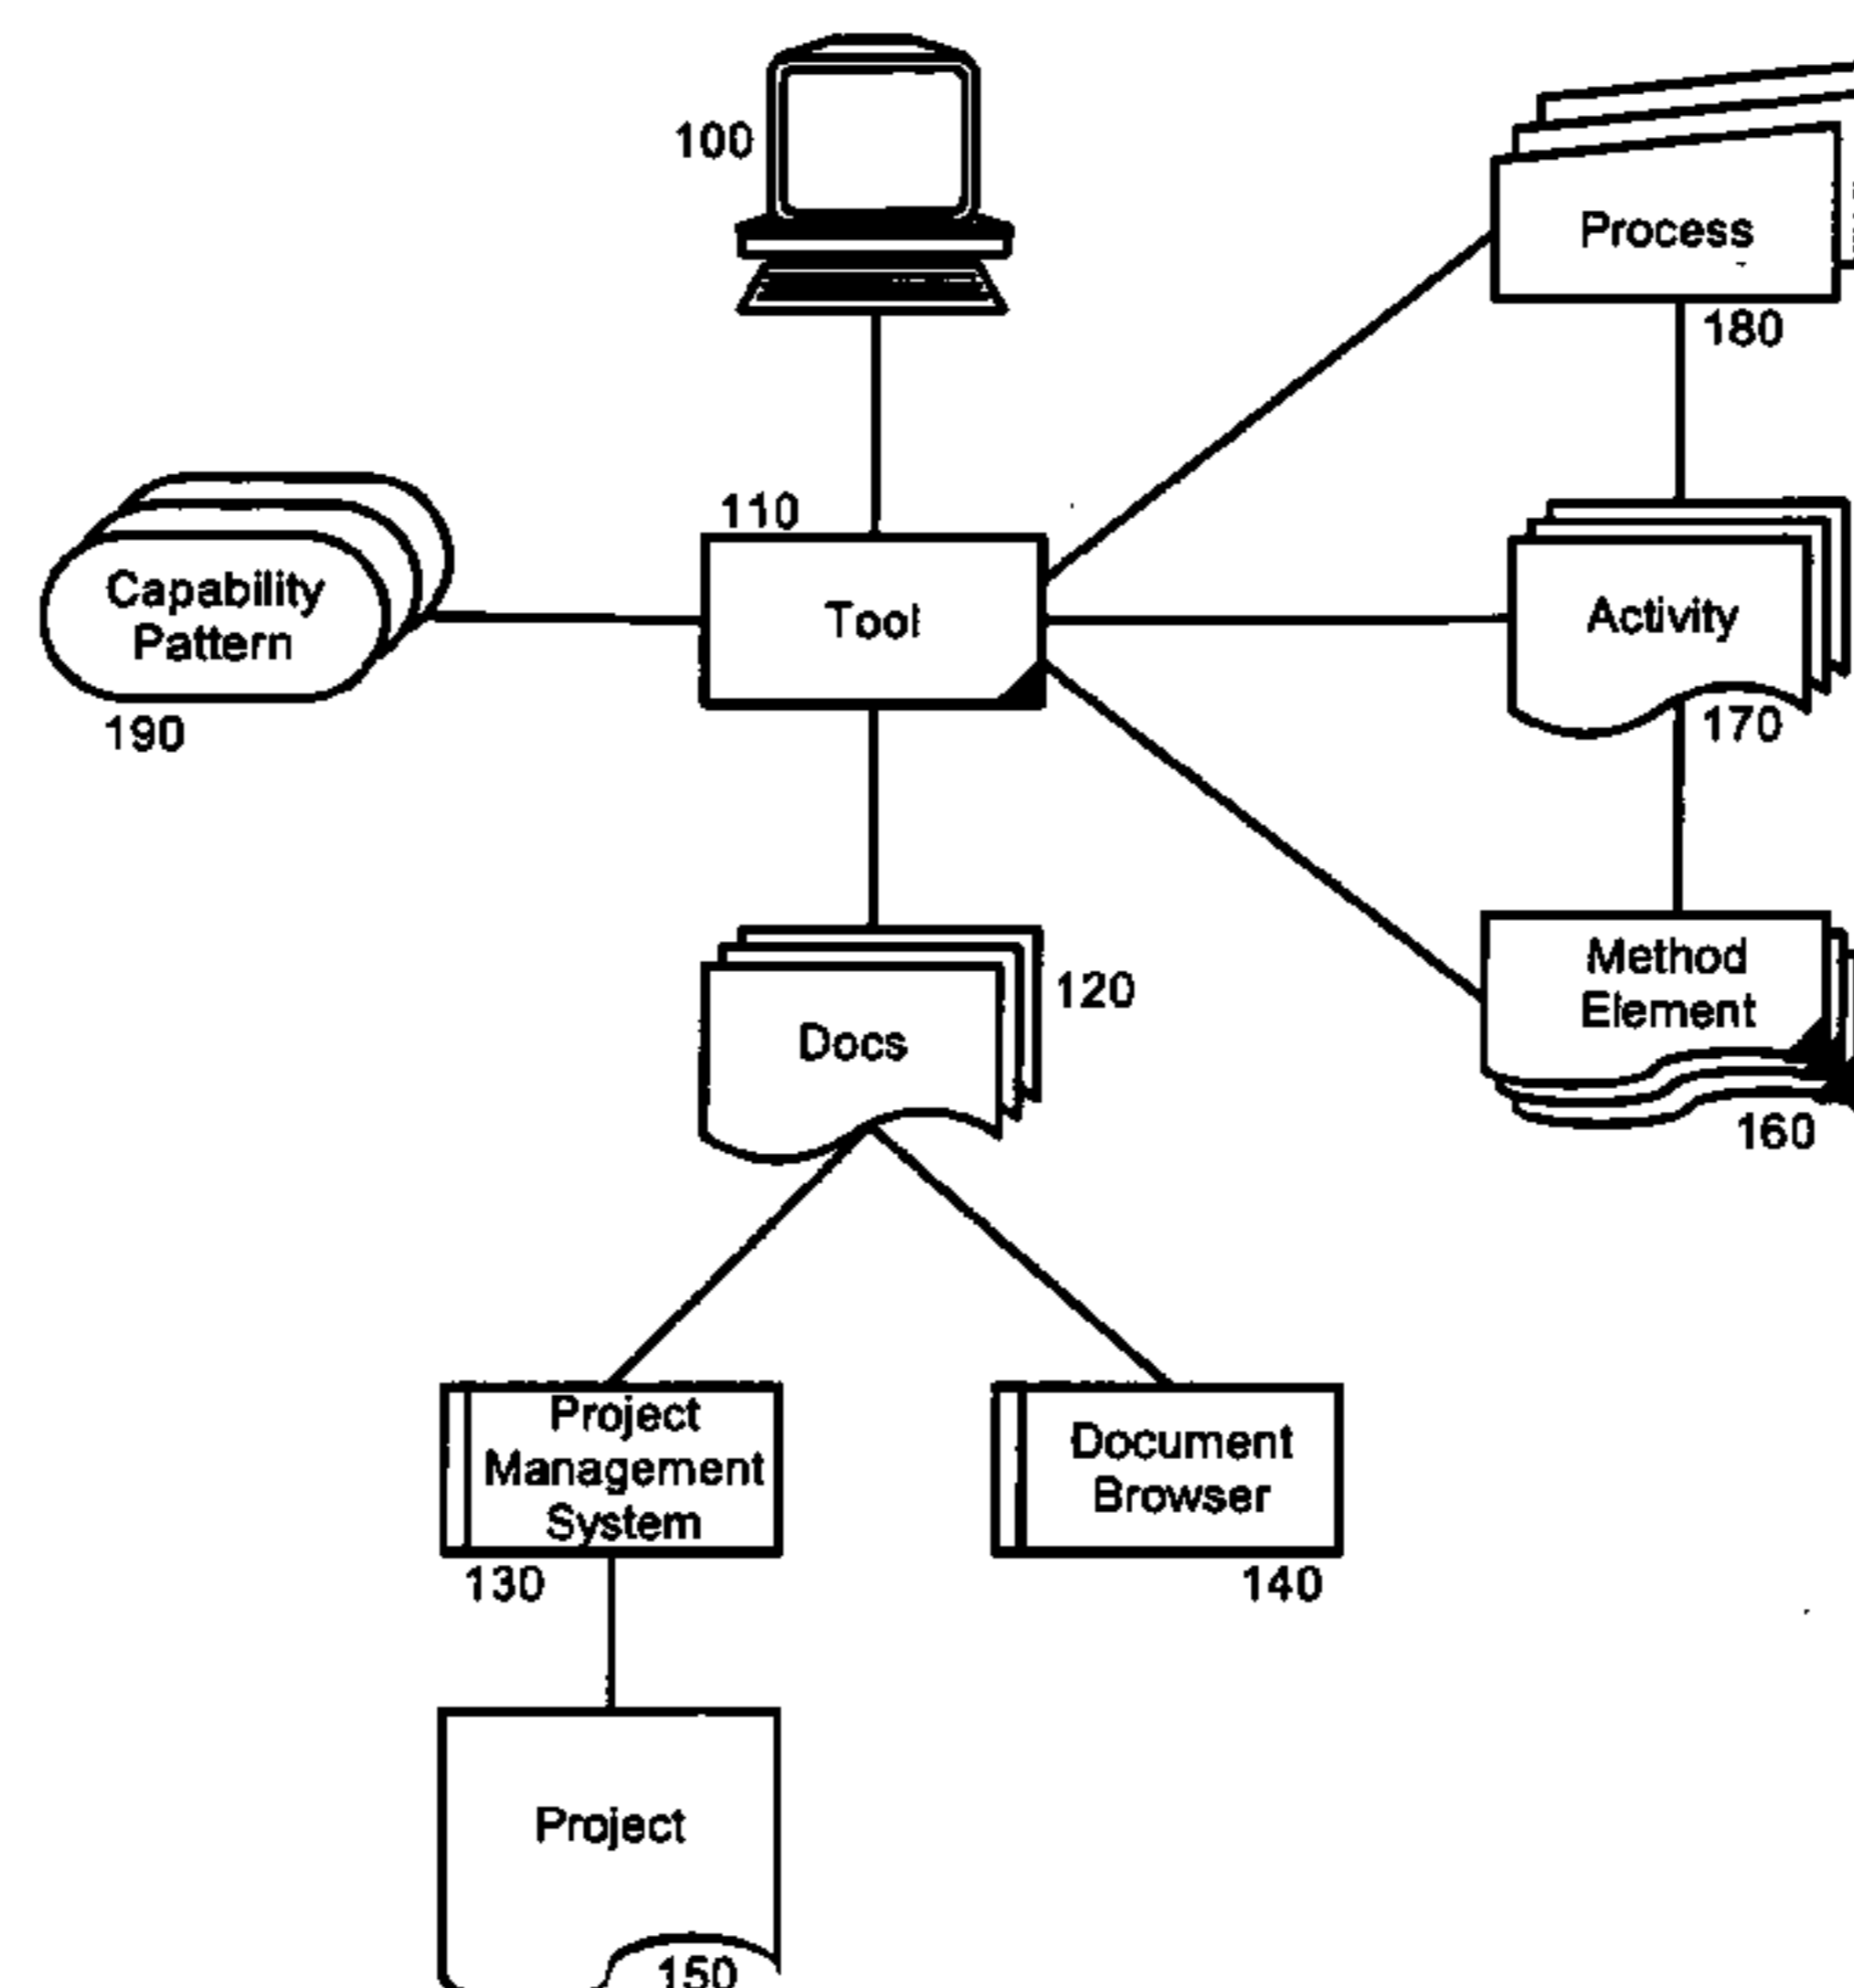 100
Process
180
110
Capability
Pattern
190
Tool
Activity
170
Docs
120
Method
Element
160
Project
Management
System
130
Document
Browser
140
Project
150